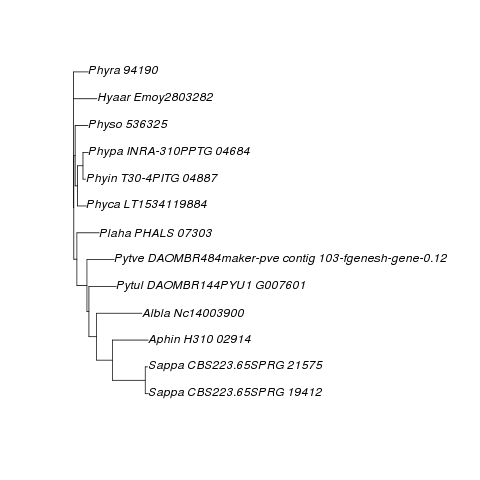 Phyra 94190
Hyaar Emoy2803282
Physo 536325
Phypa INRA-310PPTG 04684
Phyin T30-4PITG 04887
Phyca LT1534119884
Plaha PHALS 07303
Pytve DAOMBR484maker-pve contig 103-fgenesh-gene-0.12
Pytul DAOMBR144PYU1 G007601
Albla Nc14003900
Aphin H310 02914
Sappa CBS223.65SPRG 21575
Sappa CBS223.65SPRG 19412